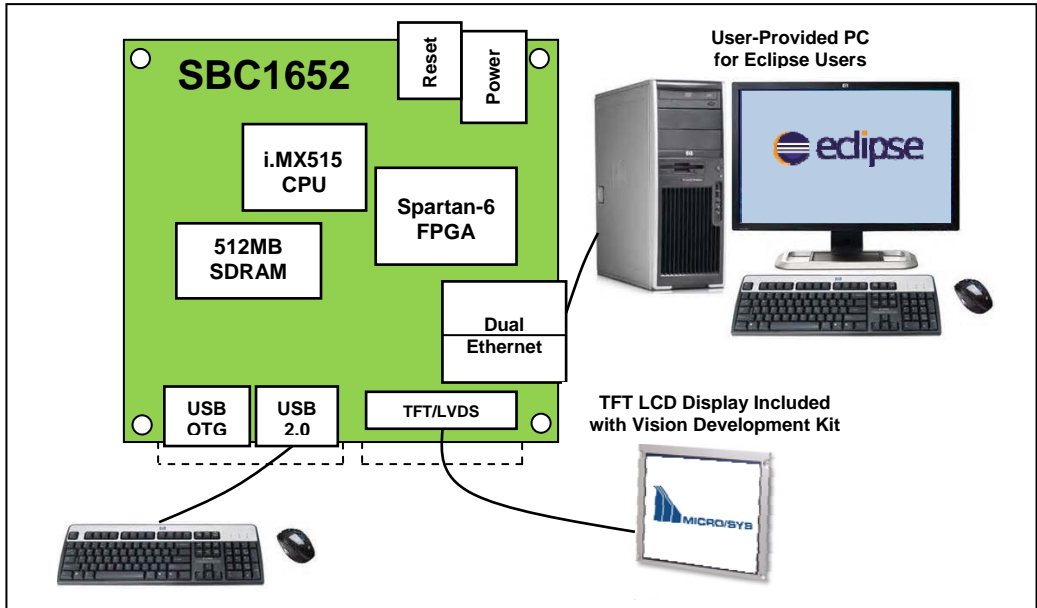 SBC1652
Reset
Power
i.MX515
CPU
Spartan-6
FPGA
512MB
SDRAM
Dual
Ethernet
USB
OTG
USB
2.0
TFT/LVDS
User-Provided PC
for Eclipse Users
eclipse
TFT LCD Display Included
with Vision Development Kit
MICRO/SYS